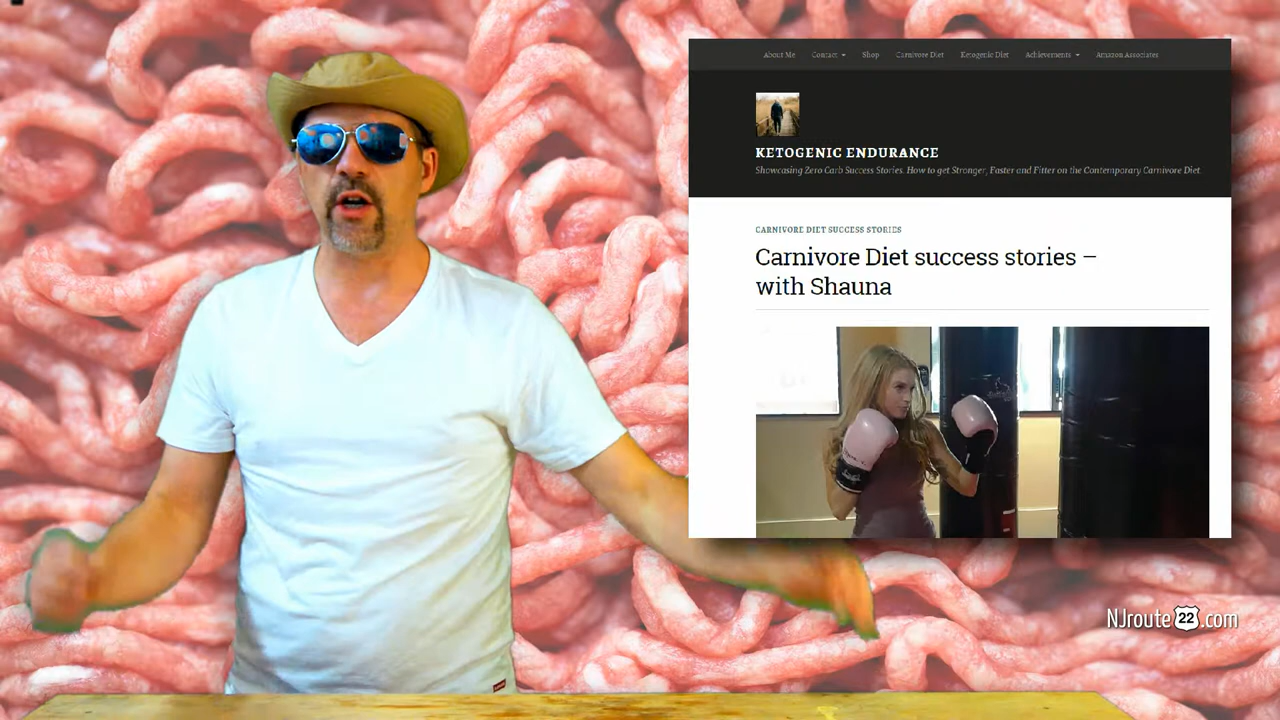 About Me Contact Shop Carnivore Diet Ketogenic Diet Achievements Amazon Associates
KETOGENIC ENDURANCE
Showcasing Zero Carb Success Stories. How to get Stronger, Faster and Fitter on the Contemporary Carnivore Diet.
CARNIVORE DIET SUCCESS STORIES
Carnivore Diet success stories –
with Shauna
NJroute22.com